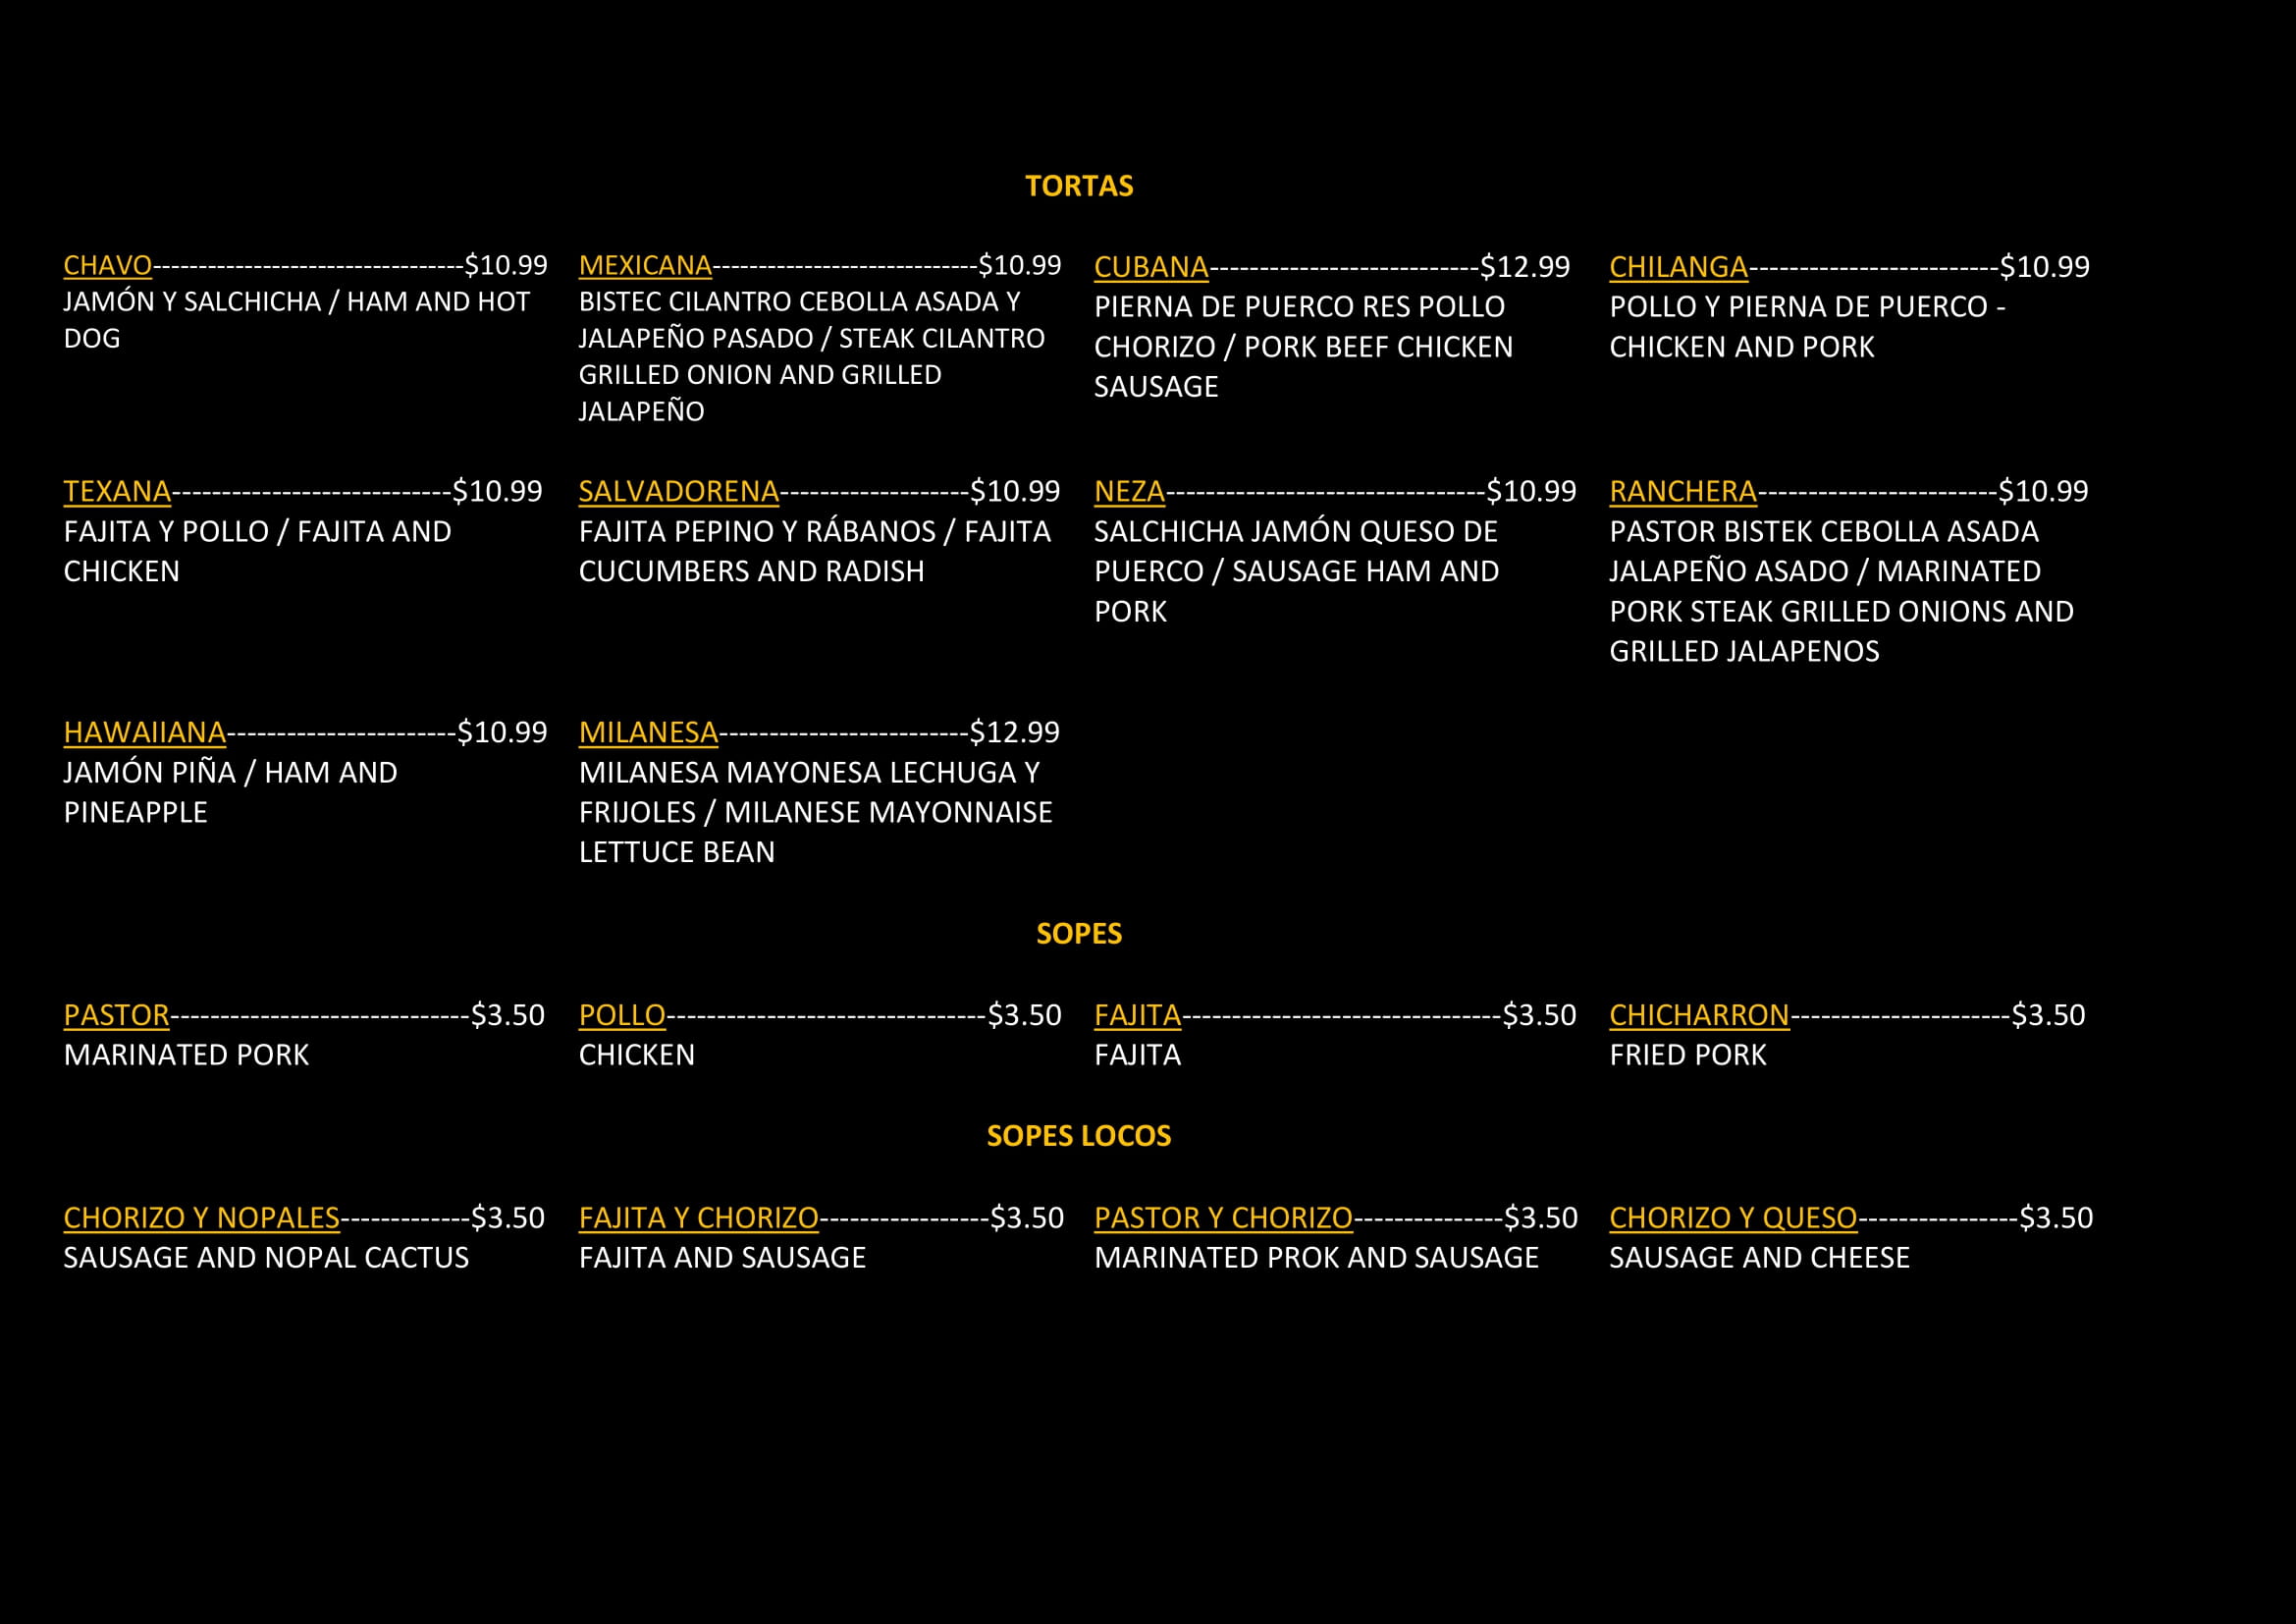 TORTAS
CHAVO----------------------------------$10.99
JAMÓN Y SALCHICHA / HAM AND HOT
DOG
MEXICANA-----------------------------$10.99
BISTEC CILANTRO CEBOLLA ASADA Y
JALAPEÑO PASADO / STEAK CILANTRO
GRILLED ONION AND GRILLED
JALAPEÑO
CUBANA---------------------------$12.99
PIERNA DE PUERCO RES POLLO
CHORIZO / PORK BEEF CHICKEN
SAUSAGE
CHILANGA-------------------------$10.99
POLLO Y PIERNA DE PUERCO -
CHICKEN AND PORK
TEXANA----------------------------$10.99
FAJITA Y POLLO / FAJITA AND
CHICKEN
SALVADORENA-------------------$10.99
FAJITA PEPINO Y RÁBANOS / FAJITA
CUCUMBERS AND RADISH
NEZA--------------------------------$10.99
SALCHICHA JAMÓN QUESO DE
PUERCO / SAUSAGE HAM AND
PORK
RANCHERA------------------------$10.99
PASTOR BISTEK CEBOLLA ASADA
JALAPEÑO ASADO / MARINATED
PORK STEAK GRILLED ONIONS AND
GRILLED JALAPENOS
HAWAIIANA-----------------------$10.99
JAMÓN PIÑA / HAM AND
PINEAPPLE
MILANESA-------------------------$12.99
MILANESA MAYONESA LECHUGA Y
FRIJOLES / MILANESE MAYONNAISE
LETTUCE BEAN
SOPES
PASTOR------------------------------$3.50
MARINATED PORK
POLLO--------------------------------$3.50
CHICKEN
FAJITA--------------------------------$3.50
FAJITA
CHICHARRON----------------------$3.50
FRIED PORK
SOPES LOCOS
CHORIZO Y NOPALES-------------$3.50
SAUSAGE AND NOPAL CACTUS
FAJITA Y CHORIZO-----------------$3.50
FAJITA AND SAUSAGE
PASTOR Y CHORIZO---------------$3.50
MARINATED PROK AND SAUSAGE
CHORIZO Y QUESO----------------$3.50
SAUSAGE AND CHEESE